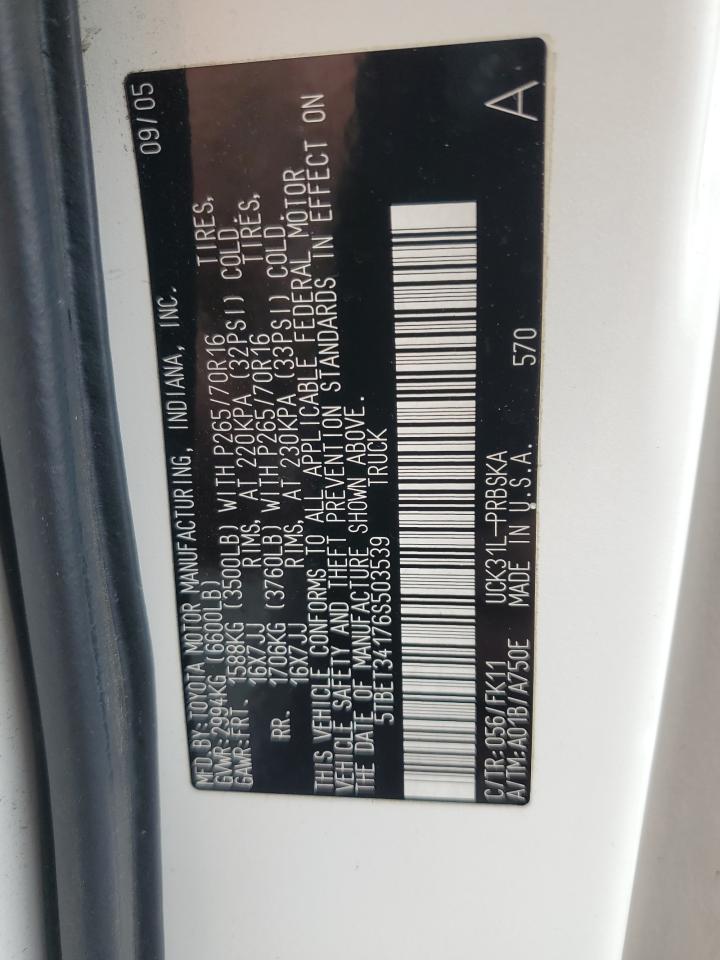 MFD.BY:TOYOTA MOTOR MANUFACTURING, INDIANA, INC. 09/05
GVWR:2994KG (6600LB)
GAWR:FRT. 1588KG (3500LB) WITH P265/70R16 TIRES,
16X7JJ RIMS, AT 220KPA (32PSI) COLD.
RR. 1706KG (3760LB) WITH P265/70R16 TIRES,
16X7JJ RIMS, AT 230KPA (33PSI) COLD.
THIS VEHICLE CONFORMS TO ALL APPLICABLE FEDERAL MOTOR
VEHICLE SAFETY AND THEFT PREVENTION STANDARDS IN EFFECT ON
THE DATE OF MANUFACTURE SHOWN ABOVE.
5TBET34176S503539 TRUCK
C/TR:056/FK11 UCK31L-PRBSKA
A/TM:A01B/A750E MADE IN U.S.A. 570 A